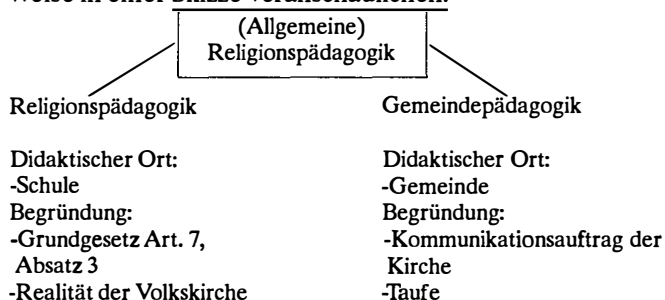 Weise in einer Skizze veranschaulichen:
(Allgemeine)
Religionspädagogik
Religionspädagogik
Didaktischer Ort:
-Schule
Begründung:
-Grundgesetz Art. 7,
Absatz 3
-Realität der Volkskirche
Gemeindepädagogik
Didaktischer Ort:
-Gemeinde
Begründung:
-Kommunikationsauftrag der
Kirche
-Taufe